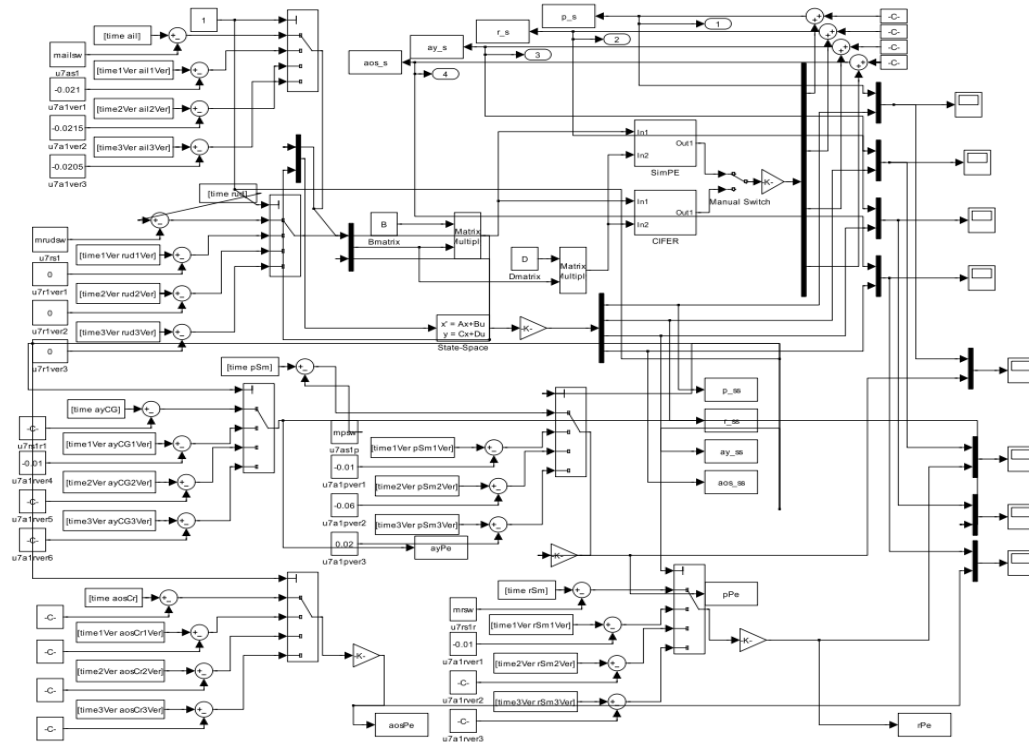 1
p_s
r_s
ay_s
aos_s
1
2
3
4
-C-
-C-
-C-
-C-
[time ail]
mailsw
u7as1
[time1Ver ail1Ver]
-0.021
u7a1ver1
[time2Ver ail2Ver]
-0.0215
u7a1ver2
[time3Ver ail3Ver]
-0.0205
u7a1ver3
In1
In2
Out1
SimPE
Manual Switch
-K-
In1
In2
Out1
CIFER
[time rud]
mrudsw
u7rs1
[time1Ver rud1Ver]
0
u7r1ver1
[time2Ver rud2Ver]
0
u7r1ver2
[time3Ver rud3Ver]
0
u7r1ver3
B
Bmatrix
Matrix
Multipl
D
Dmatrix
Matrix
Multipl
x' = Ax+Bu
y = Cx+Du
State-Space
-K-
p_ss
r_ss
ay_ss
aos_ss
[time ayCG]
-C-
u7rs1r1
[time1Ver ayCG1Ver]
-0.01
u7a1rver4
[time2Ver ayCG2Ver]
-C-
u7a1rver5
[time3Ver ayCG3Ver]
-C-
u7a1rver6
[time pSm]
mpsw
u7as1p
[time1Ver pSm1Ver]
-0.01
u7a1pver1
[time2Ver pSm2Ver]
-0.06
u7a1pver2
[time3Ver pSm3Ver]
0.02
u7a1pver3
ayPe
-K-
pPe
[time aosCr]
-C-
[time1Ver aosCr1Ver]
-C-
[time2Ver aosCr2Ver]
-C-
[time3Ver aosCr3Ver]
-C-
-K-
aosPe
[time rSm]
mrsw
u7rs1r
[time1Ver rSm1Ver]
-0.01
u7a1rver1
[time2Ver rSm2Ver]
-C-
u7a1rver2
[time3Ver rSm3Ver]
-C-
u7a1rver3
-K-
rPe